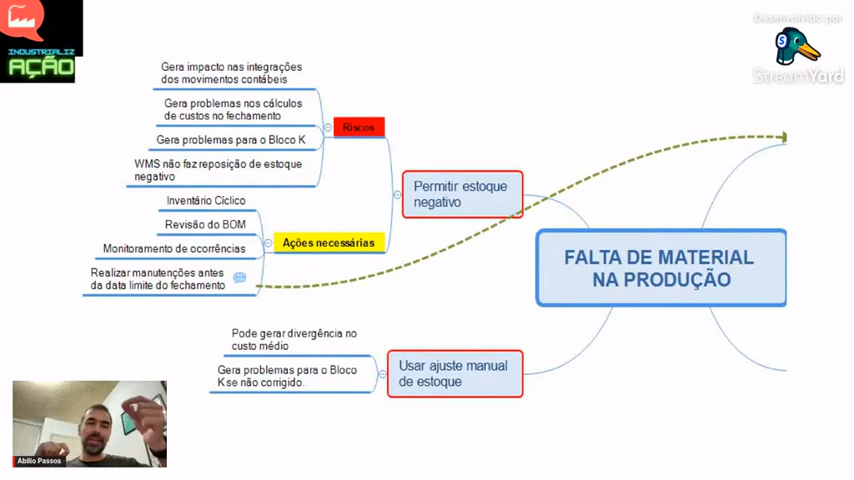 INDUSTRIALIZ
AÇÃO
Desenvolvido por
StreamYard
Gera impacto nas integrações
dos movimentos contábeis
Gera problemas nos cálculos
de custos no fechamento
Gera problemas para o Bloco K
WMS não faz reposição de estoque
negativo
Riscos
Inventário Cíclico
Revisão do BOM
Monitoramento de ocorrências
Realizar manutenções antes
da data limite do fechamento
Ações necessárias
Permitir estoque
negativo
FALTA DE MATERIAL
NA PRODUÇÃO
Pode gerar divergência no
custo médio
Gera problemas para o Bloco
K se não corrigido.
Usar ajuste manual
de estoque
Abílio Passos